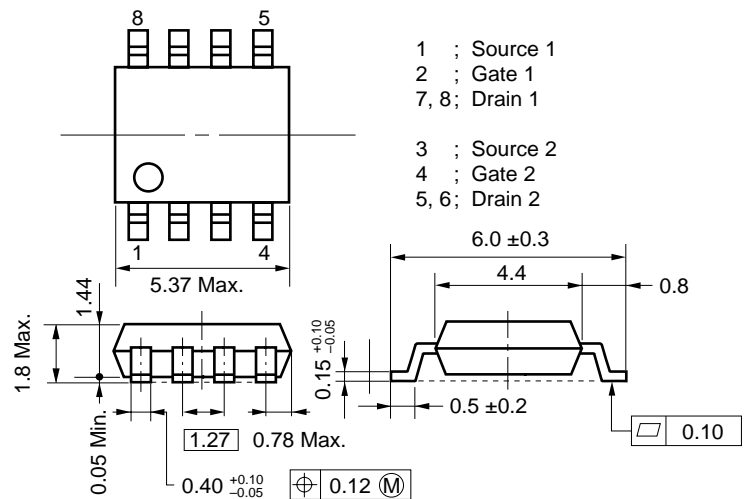 8 5
1 ; Source 1
2 ; Gate 1
7, 8 ; Drain 1
3 ; Source 2
4 ; Gate 2
5, 6 ; Drain 2
1 4
5.37 Max.
6.0 ±0.3
4.4
0.8
1.44
1.8 Max.
0.05 Min.
0.15 +0.10 –0.05
0.5 ±0.2
0.10
1.27 0.78 Max.
0.40 +0.10 –0.05
⌖ 0.12 Ⓜ